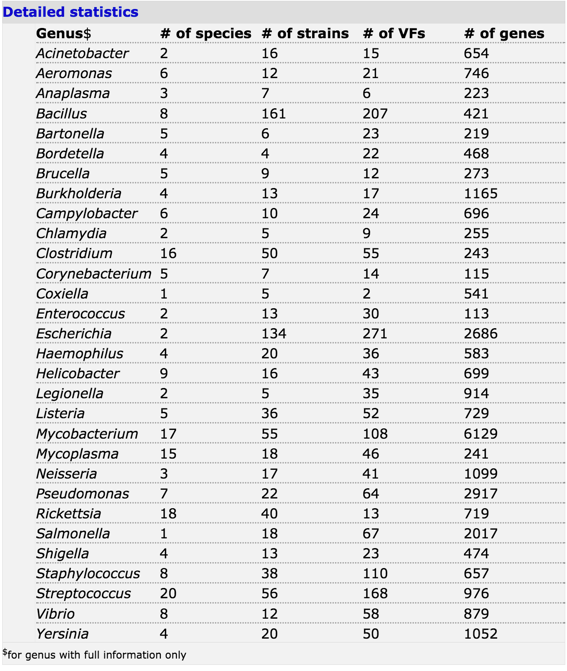 Detailed statistics
Genus$ # of species # of strains # of VFs # of genes
Acinetobacter 2 16 15 654
Aeromonas 6 12 21 746
Anaplasma 3 7 6 223
Bacillus 8 161 207 421
Bartonella 5 6 23 219
Bordetella 4 4 22 468
Brucella 5 9 12 273
Burkholderia 4 13 17 1165
Campylobacter 6 10 24 696
Chlamydia 2 5 9 255
Clostridium 16 50 55 243
Corynebacterium 5 7 14 115
Coxiella 1 5 2 541
Enterococcus 2 13 30 113
Escherichia 2 134 271 2686
Haemophilus 4 20 36 583
Helicobacter 9 16 43 699
Legionella 2 5 35 914
Listeria 5 36 52 729
Mycobacterium 17 55 108 6129
Mycoplasma 15 18 46 241
Neisseria 3 17 41 1099
Pseudomonas 7 22 64 2917
Rickettsia 18 40 13 719
Salmonella 1 18 67 2017
Shigella 4 13 23 474
Staphylococcus 8 38 110 657
Streptococcus 20 56 168 976
Vibrio 8 12 58 879
Yersinia 4 20 50 1052
$for genus with full information only